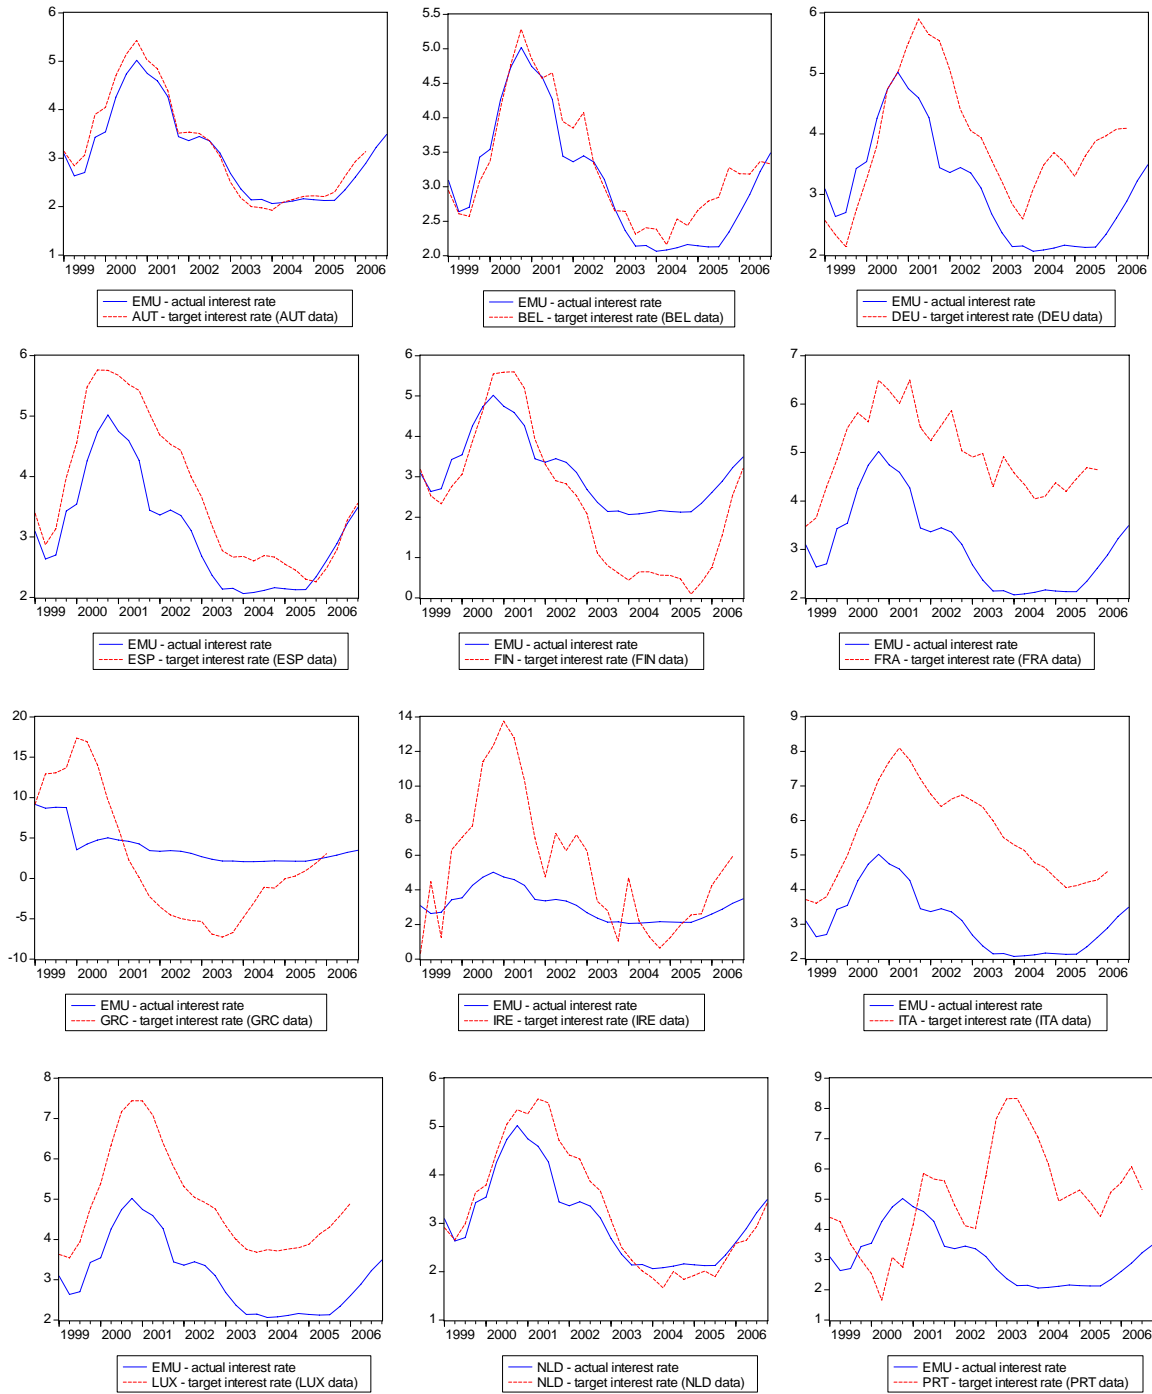 6
5
4
3
2
1
1999 2000 2001 2002 2003 2004 2005 2006
EMU - actual interest rate
AUT - target interest rate (AUT data)
5.5
5.0
4.5
4.0
3.5
3.0
2.5
2.0
1999 2000 2001 2002 2003 2004 2005 2006
EMU - actual interest rate
BEL - target interest rate (BEL data)
6
5
4
3
2
1999 2000 2001 2002 2003 2004 2005 2006
EMU - actual interest rate
DEU - target interest rate (DEU data)
6
5
4
3
2
1999 2000 2001 2002 2003 2004 2005 2006
EMU - actual interest rate
ESP - target interest rate (ESP data)
6
5
4
3
2
1
0
1999 2000 2001 2002 2003 2004 2005 2006
EMU - actual interest rate
FIN - target interest rate (FIN data)
7
6
5
4
3
2
1999 2000 2001 2002 2003 2004 2005 2006
EMU - actual interest rate
FRA - target interest rate (FRA data)
20
15
10
5
0
-5
-10
1999 2000 2001 2002 2003 2004 2005 2006
EMU - actual interest rate
GRC - target interest rate (GRC data)
14
12
10
8
6
4
2
0
1999 2000 2001 2002 2003 2004 2005 2006
EMU - actual interest rate
IRE - target interest rate (IRE data)
9
8
7
6
5
4
3
2
1999 2000 2001 2002 2003 2004 2005 2006
EMU - actual interest rate
ITA - target interest rate (ITA data)
8
7
6
5
4
3
2
1999 2000 2001 2002 2003 2004 2005 2006
EMU - actual interest rate
LUX - target interest rate (LUX data)
6
5
4
3
2
1
1999 2000 2001 2002 2003 2004 2005 2006
NLD - actual interest rate
NLD - target interest rate (NLD data)
9
8
7
6
5
4
3
2
1
1999 2000 2001 2002 2003 2004 2005 2006
EMU - actual interest rate
PRT - target interest rate (PRT data)